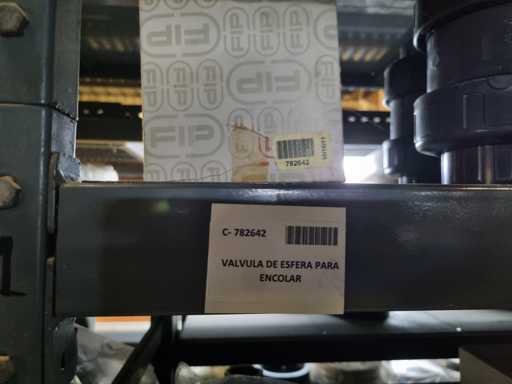 FIP
782642
C- 782642
VALVULA DE ESFERA PARA
ENCOLAR